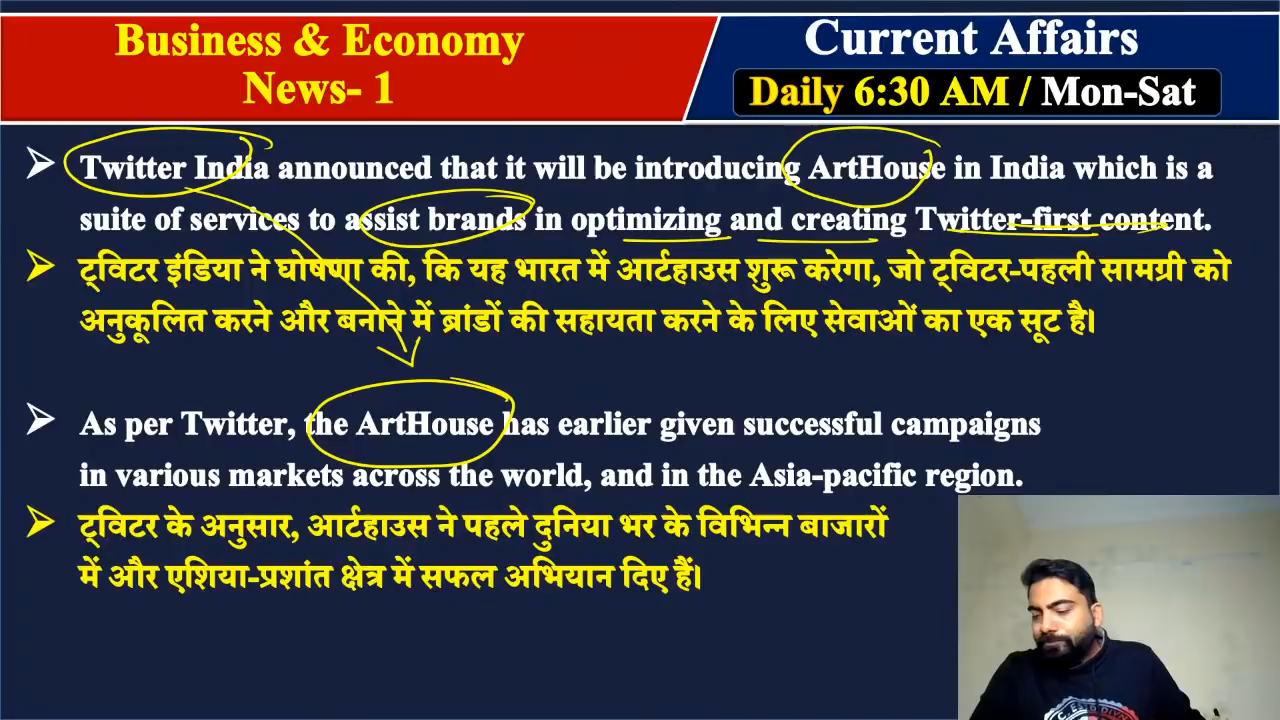 Business & Economy
News- 1
Current Affairs
Daily 6:30 AM / Mon-Sat
Twitter India announced that it will be introducing ArtHouse in India which is a
suite of services to assist brands in optimizing and creating Twitter-first content.
ट्विटर इंडिया ने घोषणा की, कि यह भारत में आर्टहाउस शुरू करेगा, जो ट्विटर-पहली सामग्री को
अनुकूलित करने और बनाने में ब्रांडों की सहायता करने के लिए सेवाओं का एक सूट है।
As per Twitter, the ArtHouse has earlier given successful campaigns
in various markets across the world, and in the Asia-pacific region.
ट्विटर के अनुसार, आर्टहाउस ने पहले दुनिया भर के विभिन्न बाजारों
में और एशिया-प्रशांत क्षेत्र में सफल अभियान दिए हैं।